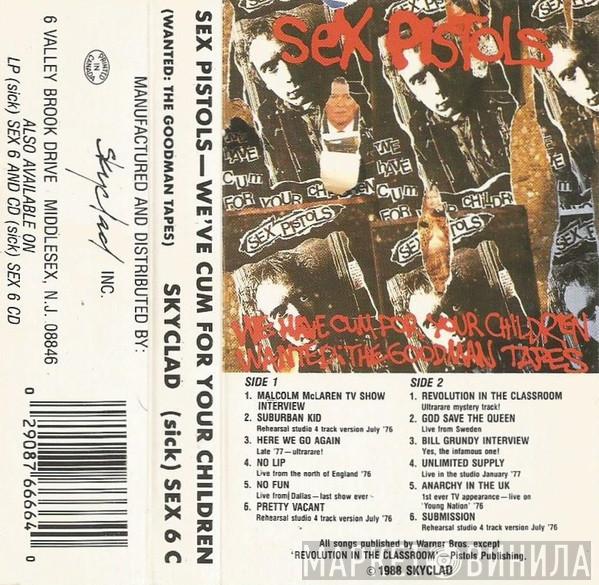 SEX PISTOLS
HAVE
CUM
FOR YOUR CHILDREN
WE
HAVE
CUM
FOR YOUR CHILDR
SEX PISTOLS
SEX PISTOLS
WE HAVE CUM FOR YOUR CHILDREN
WANTED: THE GOODMAN TAPES
SIDE 1
1. MALCOLM McLAREN TV SHOW
INTERVIEW
2. SUBURBAN KID
Rehearsal studio 4 track version July '76
3. HERE WE GO AGAIN
Late '77—ultrarare!
4. NO LIP
Live from the north of England '76
5. NO FUN
Live from Dallas—last show ever
6. PRETTY VACANT
Rehearsal studio 4 track version July '76
SIDE 2
1. REVOLUTION IN THE CLASSROOM
Ultrarare mystery track!
2. GOD SAVE THE QUEEN
Live from Sweden
3. BILL GRUNDY INTERVIEW
Yes, the infamous one!
4. UNLIMITED SUPPLY
Live in the studio January '77
5. ANARCHY IN THE UK
1st ever TV appearance—live on
'Young Nation' '76
6. SUBMISSION
Rehearsal studio 4 track version July '76
All songs published by Warner Bros. except
'REVOLUTION IN THE CLASSROOM'—Pistols Publishing.
© 1988 SKYCLAD
SEX PISTOLS—WE'VE CUM FOR YOUR CHILDREN
(WANTED: THE GOODMAN TAPES) SKYCLAD (sick) SEX 6 C
PRINTED IN CANADA
MANUFACTURED AND DISTRIBUTED BY:
Skyclad INC.
6 VALLEY BROOK DRIVE MIDDLESEX, N.J. 08846
ALSO AVAILABLE ON
LP (sick) SEX 6 AND CD (sick) SEX 6 CD
0 29087 66664 0
МАРКЕТ ВИНИЛА